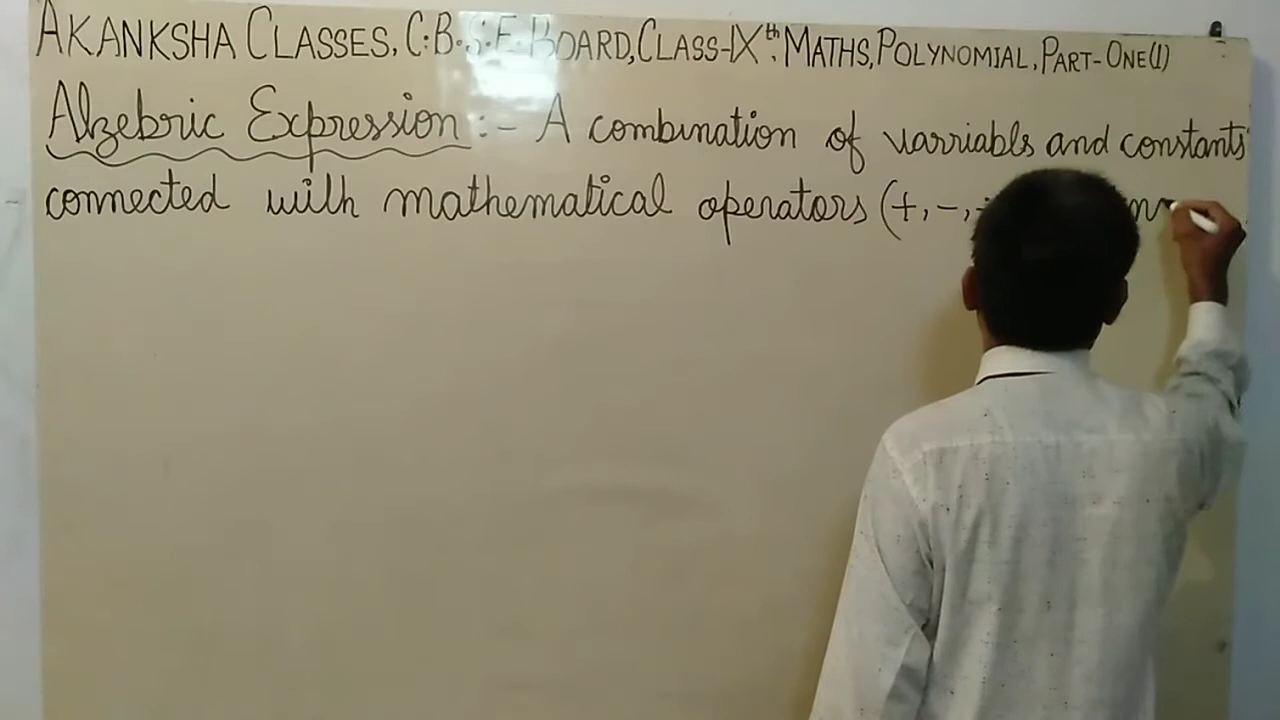 AKANKSHA CLASSES, C.B.S.E. BOARD, CLASS-IXth, MATHS, POLYNOMIAL, PART-ONE(1)
Alzebric Expression :- A combination of varriables and constants
connected with mathematical operators (+, -,